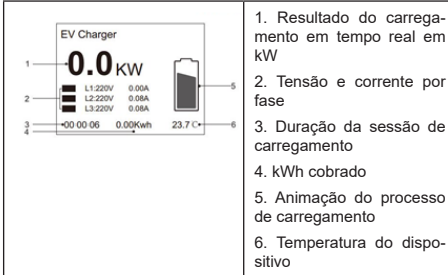 EV Charger
1
0.0 KW
L1:220V 0.00A
2
L2:220V 0.08A
5
L3:220V 0.08A
3 00 00 06 0.00Kwh 23.7℃ 6
4
1. Resultado do carrega-
mento em tempo real em
kW
2. Tensão e corrente por
fase
3. Duração da sessão de
carregamento
4. kWh cobrado
5. Animação do processo
de carregamento
6. Temperatura do dispo-
sitivo